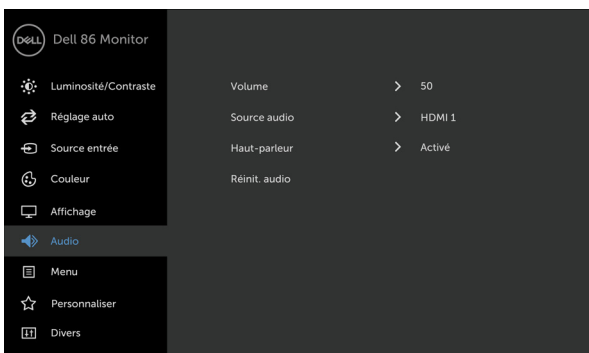 DELL Dell 86 Monitor
Luminosité/Contraste
Réglage auto
Source entrée
Couleur
Affichage
Audio
Menu
Personnaliser
Divers
Volume > 50
Source audio > HDMI 1
Haut-parleur > Activé
Réinit. audio